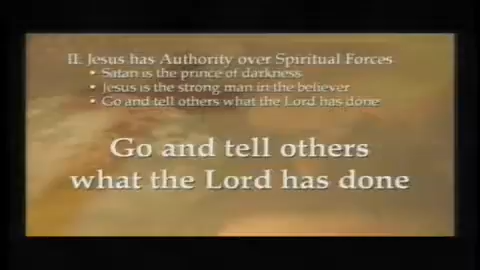 II. Jesus has Authority over Spiritual Forces
• Satan is the prince of darkness
• Jesus is the strong man in the believer
• Go and tell others what the Lord has done
Go and tell others
what the Lord has done